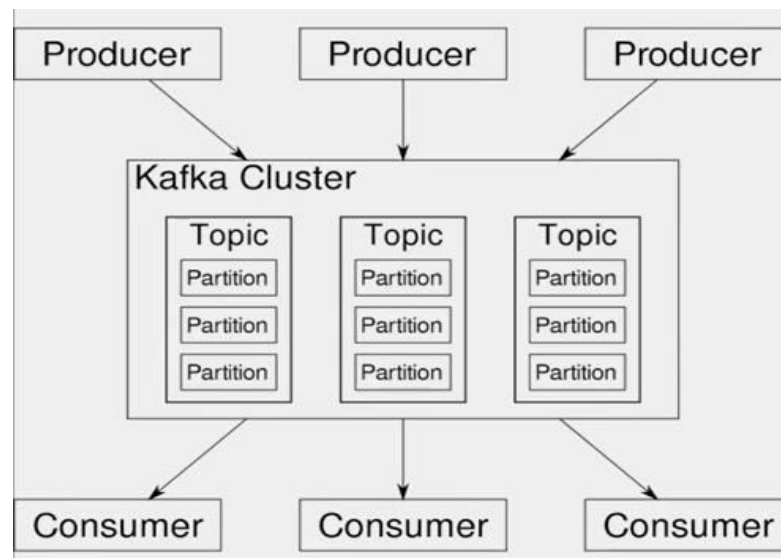 Producer Producer Producer
Kafka Cluster
Topic Topic Topic
Partition Partition Partition
Partition Partition Partition
Partition Partition Partition
Consumer Consumer Consumer